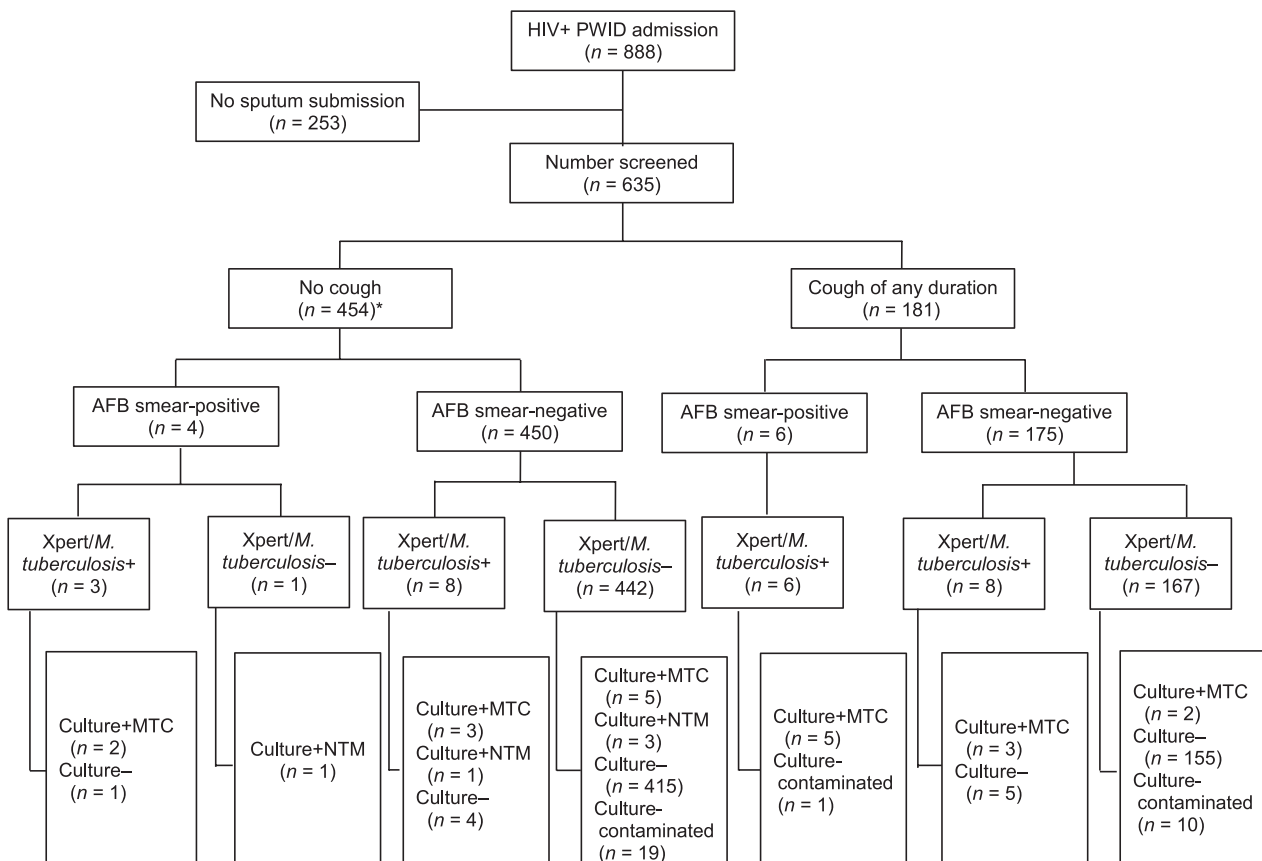 HIV+ PWID admission
(n = 888)
No sputum submission
(n = 253)
Number screened
(n = 635)
No cough
(n = 454)*
Cough of any duration
(n = 181)
AFB smear-positive
(n = 4)
AFB smear-negative
(n = 450)
AFB smear-positive
(n = 6)
AFB smear-negative
(n = 175)
Xpert/M.
tuberculosis+
(n = 3)
Xpert/M.
tuberculosis–
(n = 1)
Xpert/M.
tuberculosis+
(n = 8)
Xpert/M.
tuberculosis–
(n = 442)
Xpert/M.
tuberculosis+
(n = 6)
Xpert/M.
tuberculosis+
(n = 8)
Xpert/M.
tuberculosis–
(n = 167)
Culture+MTC
(n = 2)
Culture–
(n = 1)
Culture+NTM
(n = 1)
Culture+MTC
(n = 3)
Culture+NTM
(n = 1)
Culture–
(n = 4)
Culture+MTC
(n = 5)
Culture+NTM
(n = 3)
Culture–
(n = 415)
Culture-
contaminated
(n = 19)
Culture+MTC
(n = 5)
Culture-
contaminated
(n = 1)
Culture+MTC
(n = 3)
Culture–
(n = 5)
Culture+MTC
(n = 2)
Culture–
(n = 155)
Culture-
contaminated
(n = 10)